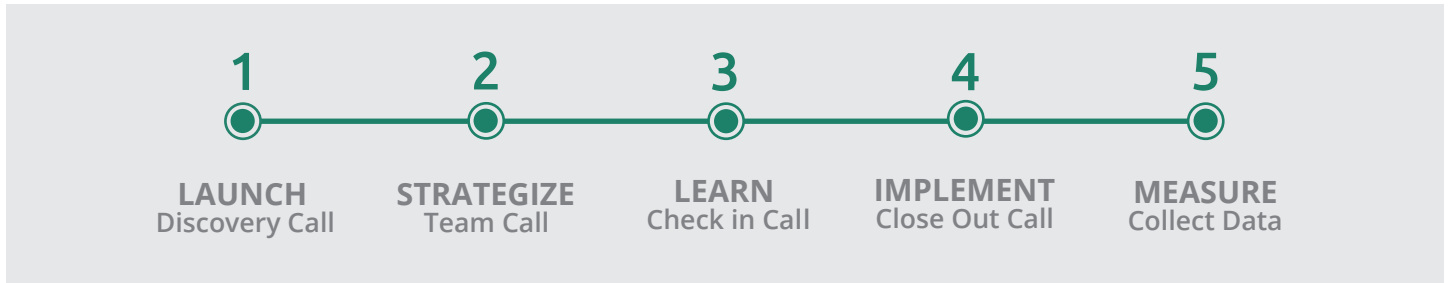 1
2
3
4
5
LAUNCH
Discovery Call
STRATEGIZE
Team Call
LEARN
Check in Call
IMPLEMENT
Close Out Call
MEASURE
Collect Data